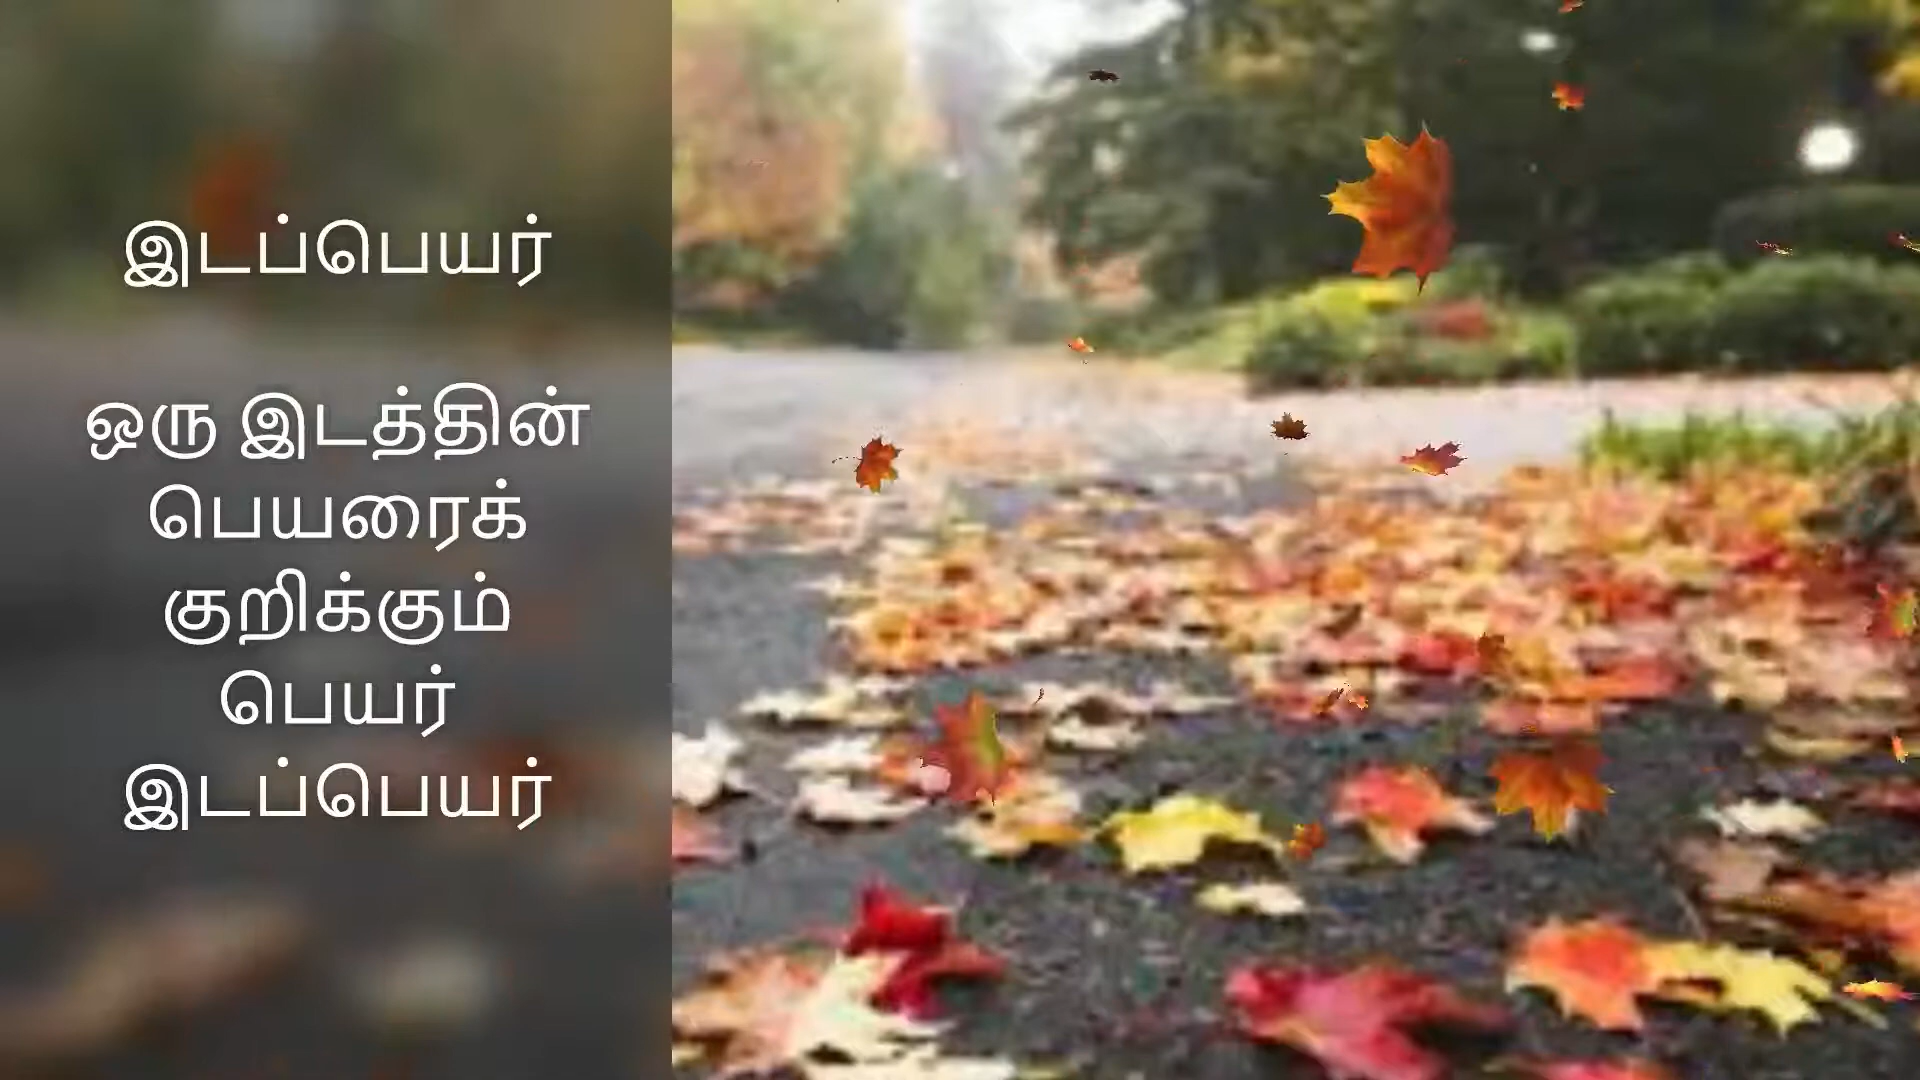 இடப்பெயர்
ஒரு இடத்தின்
பெயரைக்
குறிக்கும்
பெயர்
இடப்பெயர்